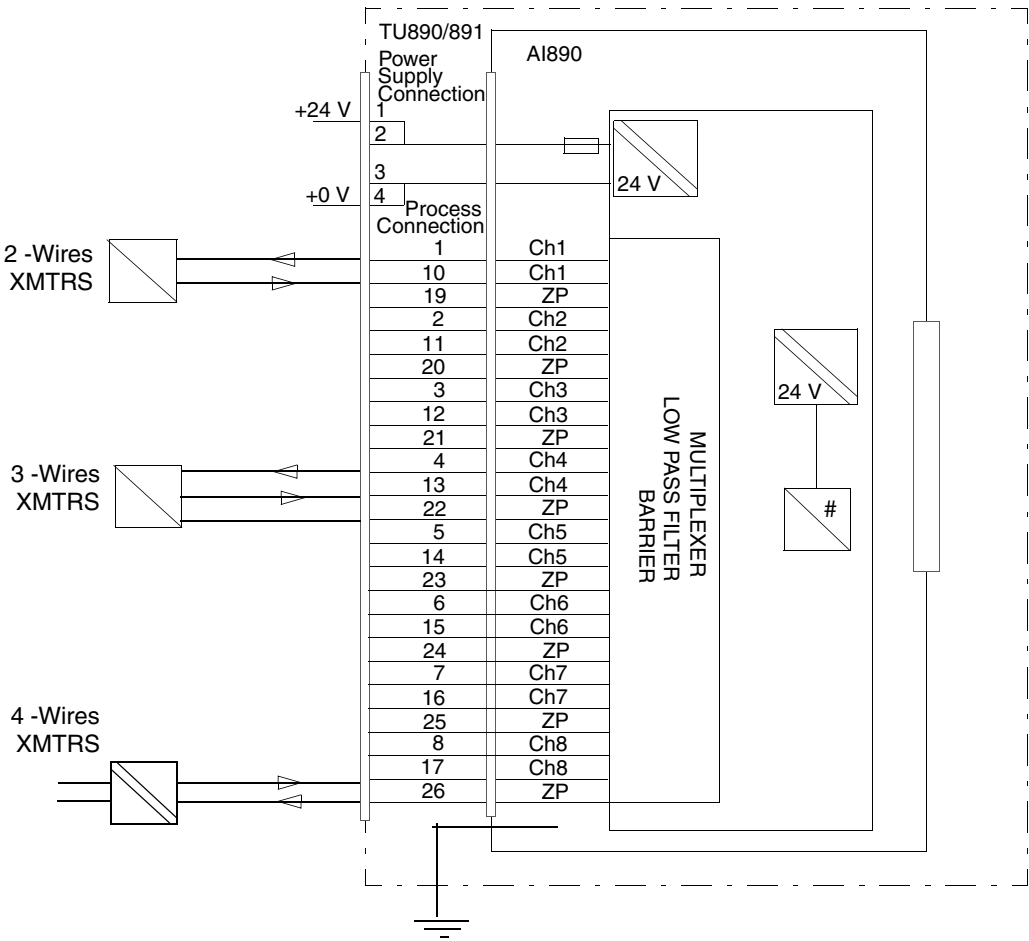 TU890/891
AI890
Power
Supply
Connection
+24 V
1
2
3
+0 V
4
24 V
Process
Connection
2 -Wires
XMTRS
1 Ch1
10 Ch1
19 ZP
2 Ch2
11 Ch2
20 ZP
3 Ch3
12 Ch3
21 ZP
3 -Wires
XMTRS
4 Ch4
13 Ch4
22 ZP
5 Ch5
14 Ch5
23 ZP
6 Ch6
15 Ch6
24 ZP
7 Ch7
16 Ch7
25 ZP
4 -Wires
XMTRS
8 Ch8
17 Ch8
26 ZP
MULTIPLEXER
LOW PASS FILTER
BARRIER
24 V
#